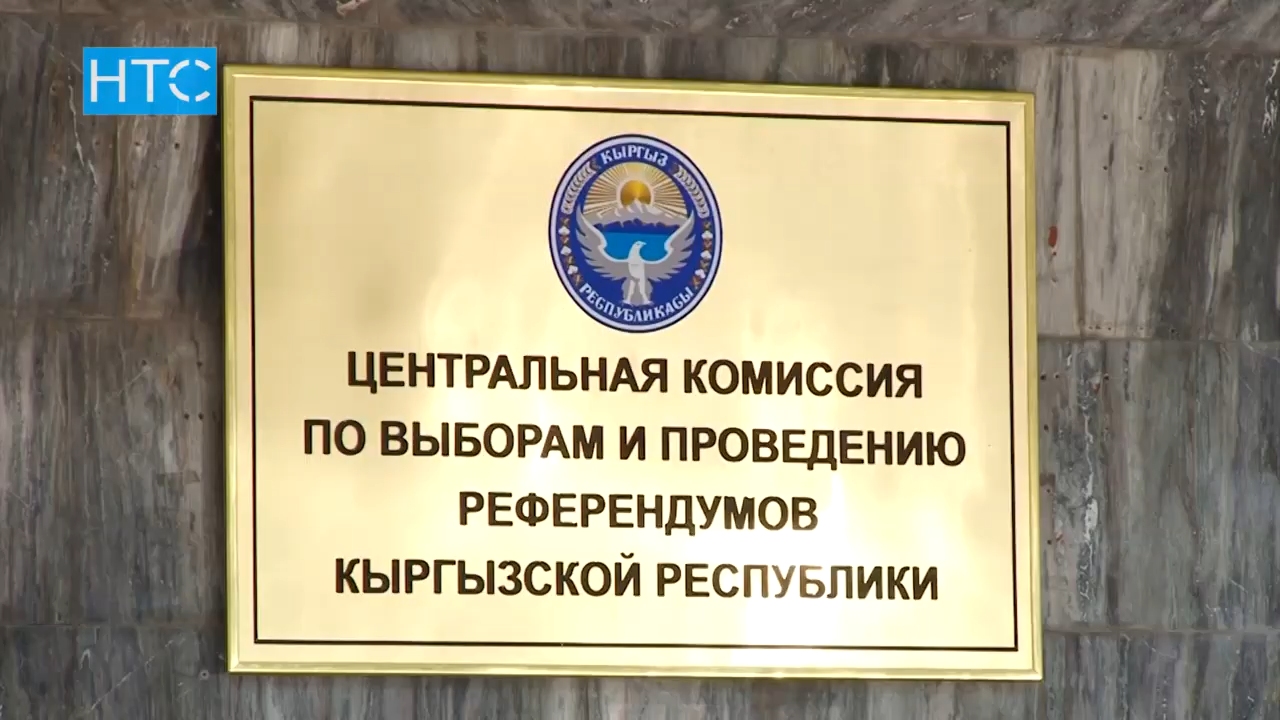 НТС
КЫРГЫЗ
РЕСПУБЛИКАСЫ
ЦЕНТРАЛЬНАЯ КОМИССИЯ
ПО ВЫБОРАМ И ПРОВЕДЕНИЮ
РЕФЕРЕНДУМОВ
КЫРГЫЗСКОЙ РЕСПУБЛИКИ